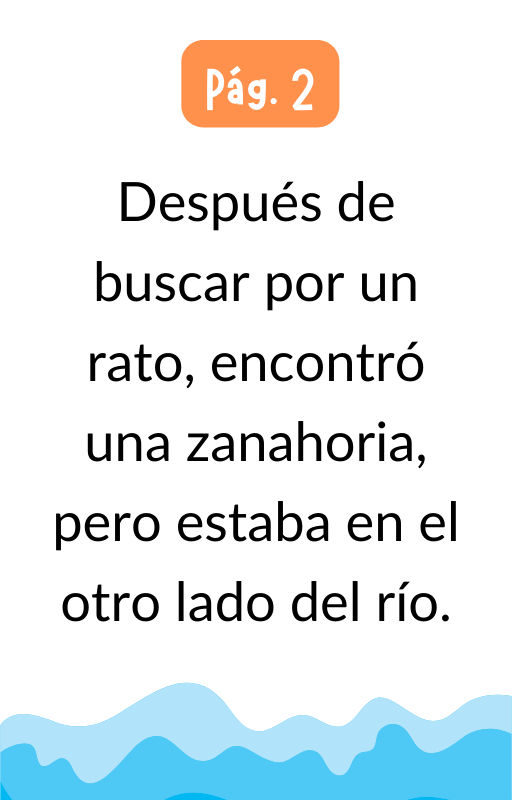 Pág. 2
Después de
buscar por un
rato, encontró
una zanahoria,
pero estaba en el
otro lado del río.